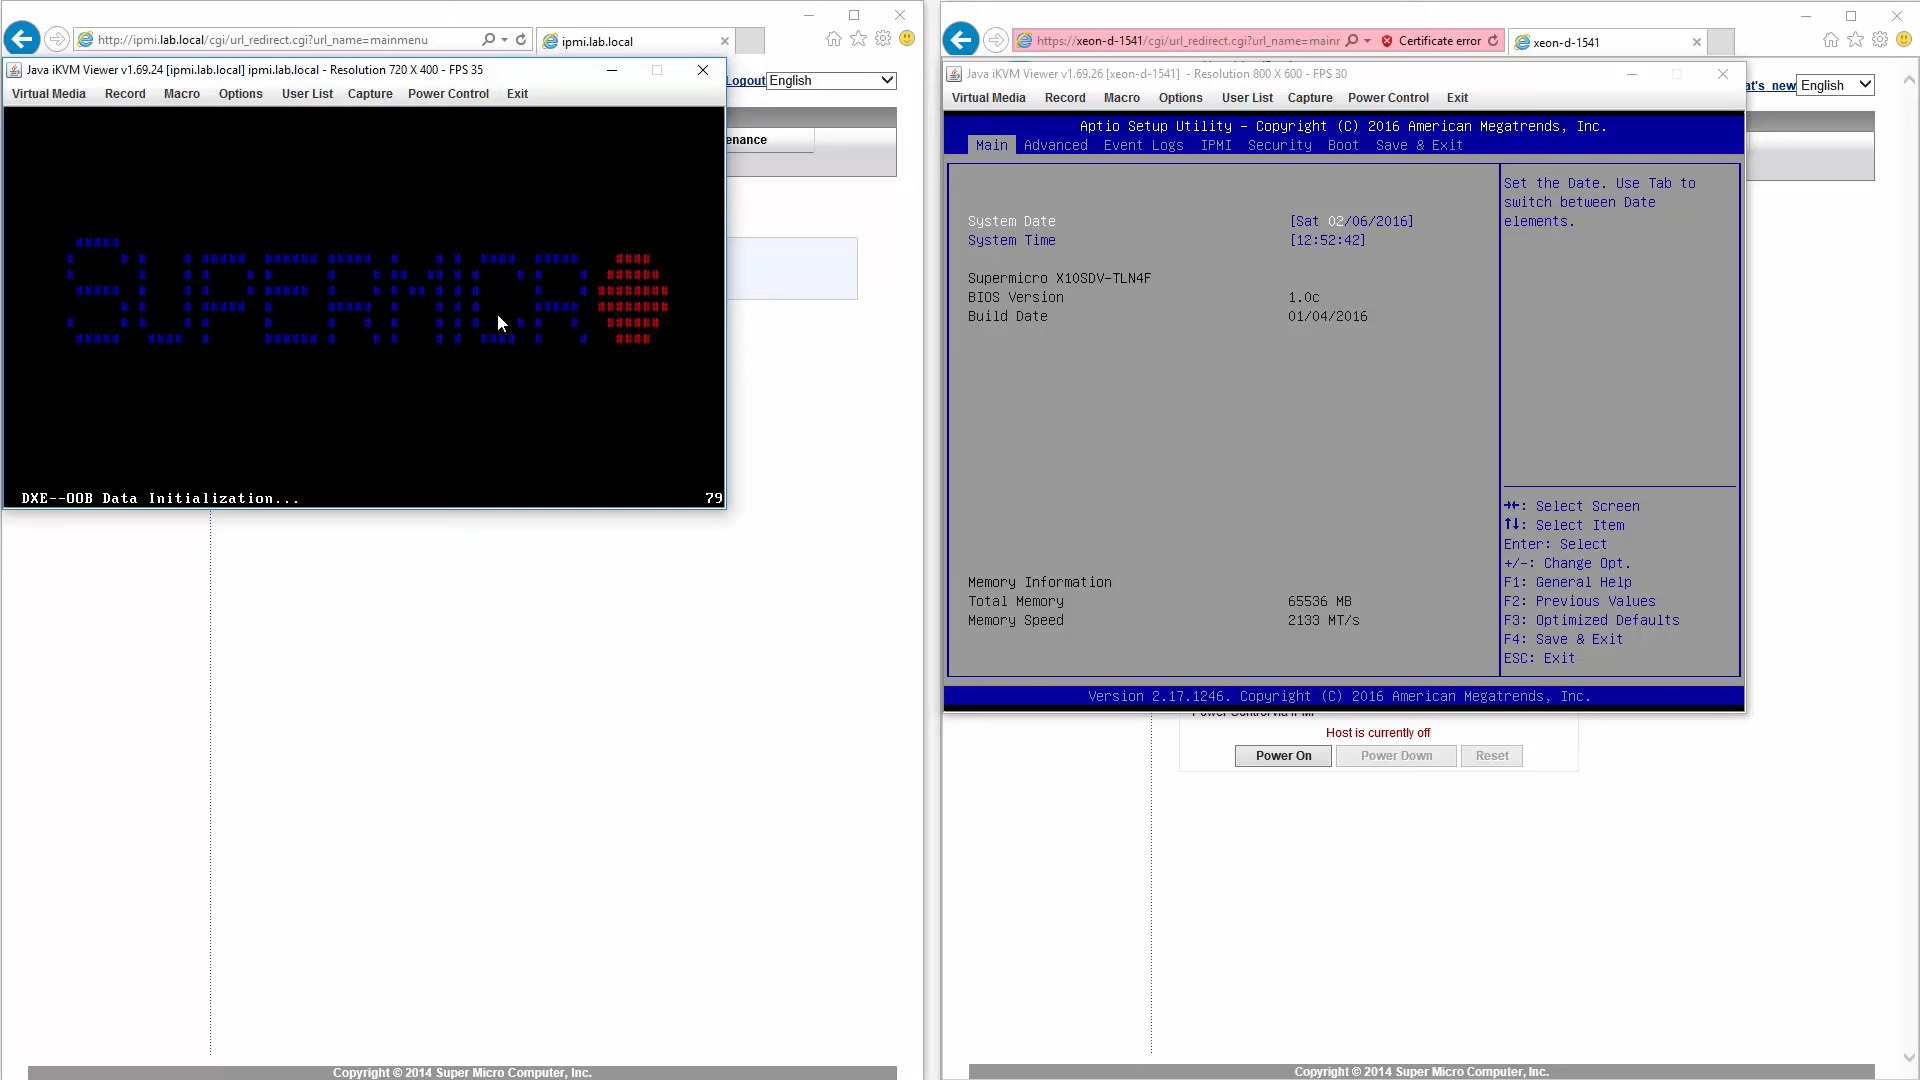 http://ipmi.lab.local/cgi/url_redirect.cgi?url_name=mainmenu
ipmi.lab.local
Java iKVM Viewer v1.69.24 [ipmi.lab.local] ipmi.lab.local - Resolution 720 X 400 - FPS 35
Logout
English
Virtual Media Record Macro Options User List Capture Power Control Exit
enance
SUPERMICR
DXE--OOB Data Initialization...
79
Copyright © 2014 Super Micro Computer, Inc.
https://xeon-d-1541/cgi/url_redirect.cgi?url_name=mainr
Certificate error
xeon-d-1541
Java iKVM Viewer v1.69.26 [xeon-d-1541] - Resolution 800 X 600 - FPS 30
at's new
English
Virtual Media Record Macro Options User List Capture Power Control Exit
Aptio Setup Utility - Copyright (C) 2016 American Megatrends, Inc.
Main Advanced Event Logs IPMI Security Boot Save & Exit
System Date [Sat 02/06/2016]
System Time [12:52:42]
Supermicro X10SDV-TLN4F
BIOS Version 1.0c
Build Date 01/04/2016
Memory Information
Total Memory 65536 MB
Memory Speed 2133 MT/s
Set the Date. Use Tab to
switch between Date
elements.
→←: Select Screen
↑↓: Select Item
Enter: Select
+/-: Change Opt.
F1: General Help
F2: Previous Values
F3: Optimized Defaults
F4: Save & Exit
ESC: Exit
Version 2.17.1246. Copyright (C) 2016 American Megatrends, Inc.
Host is currently off
Power On Power Down Reset
Copyright © 2014 Super Micro Computer, Inc.